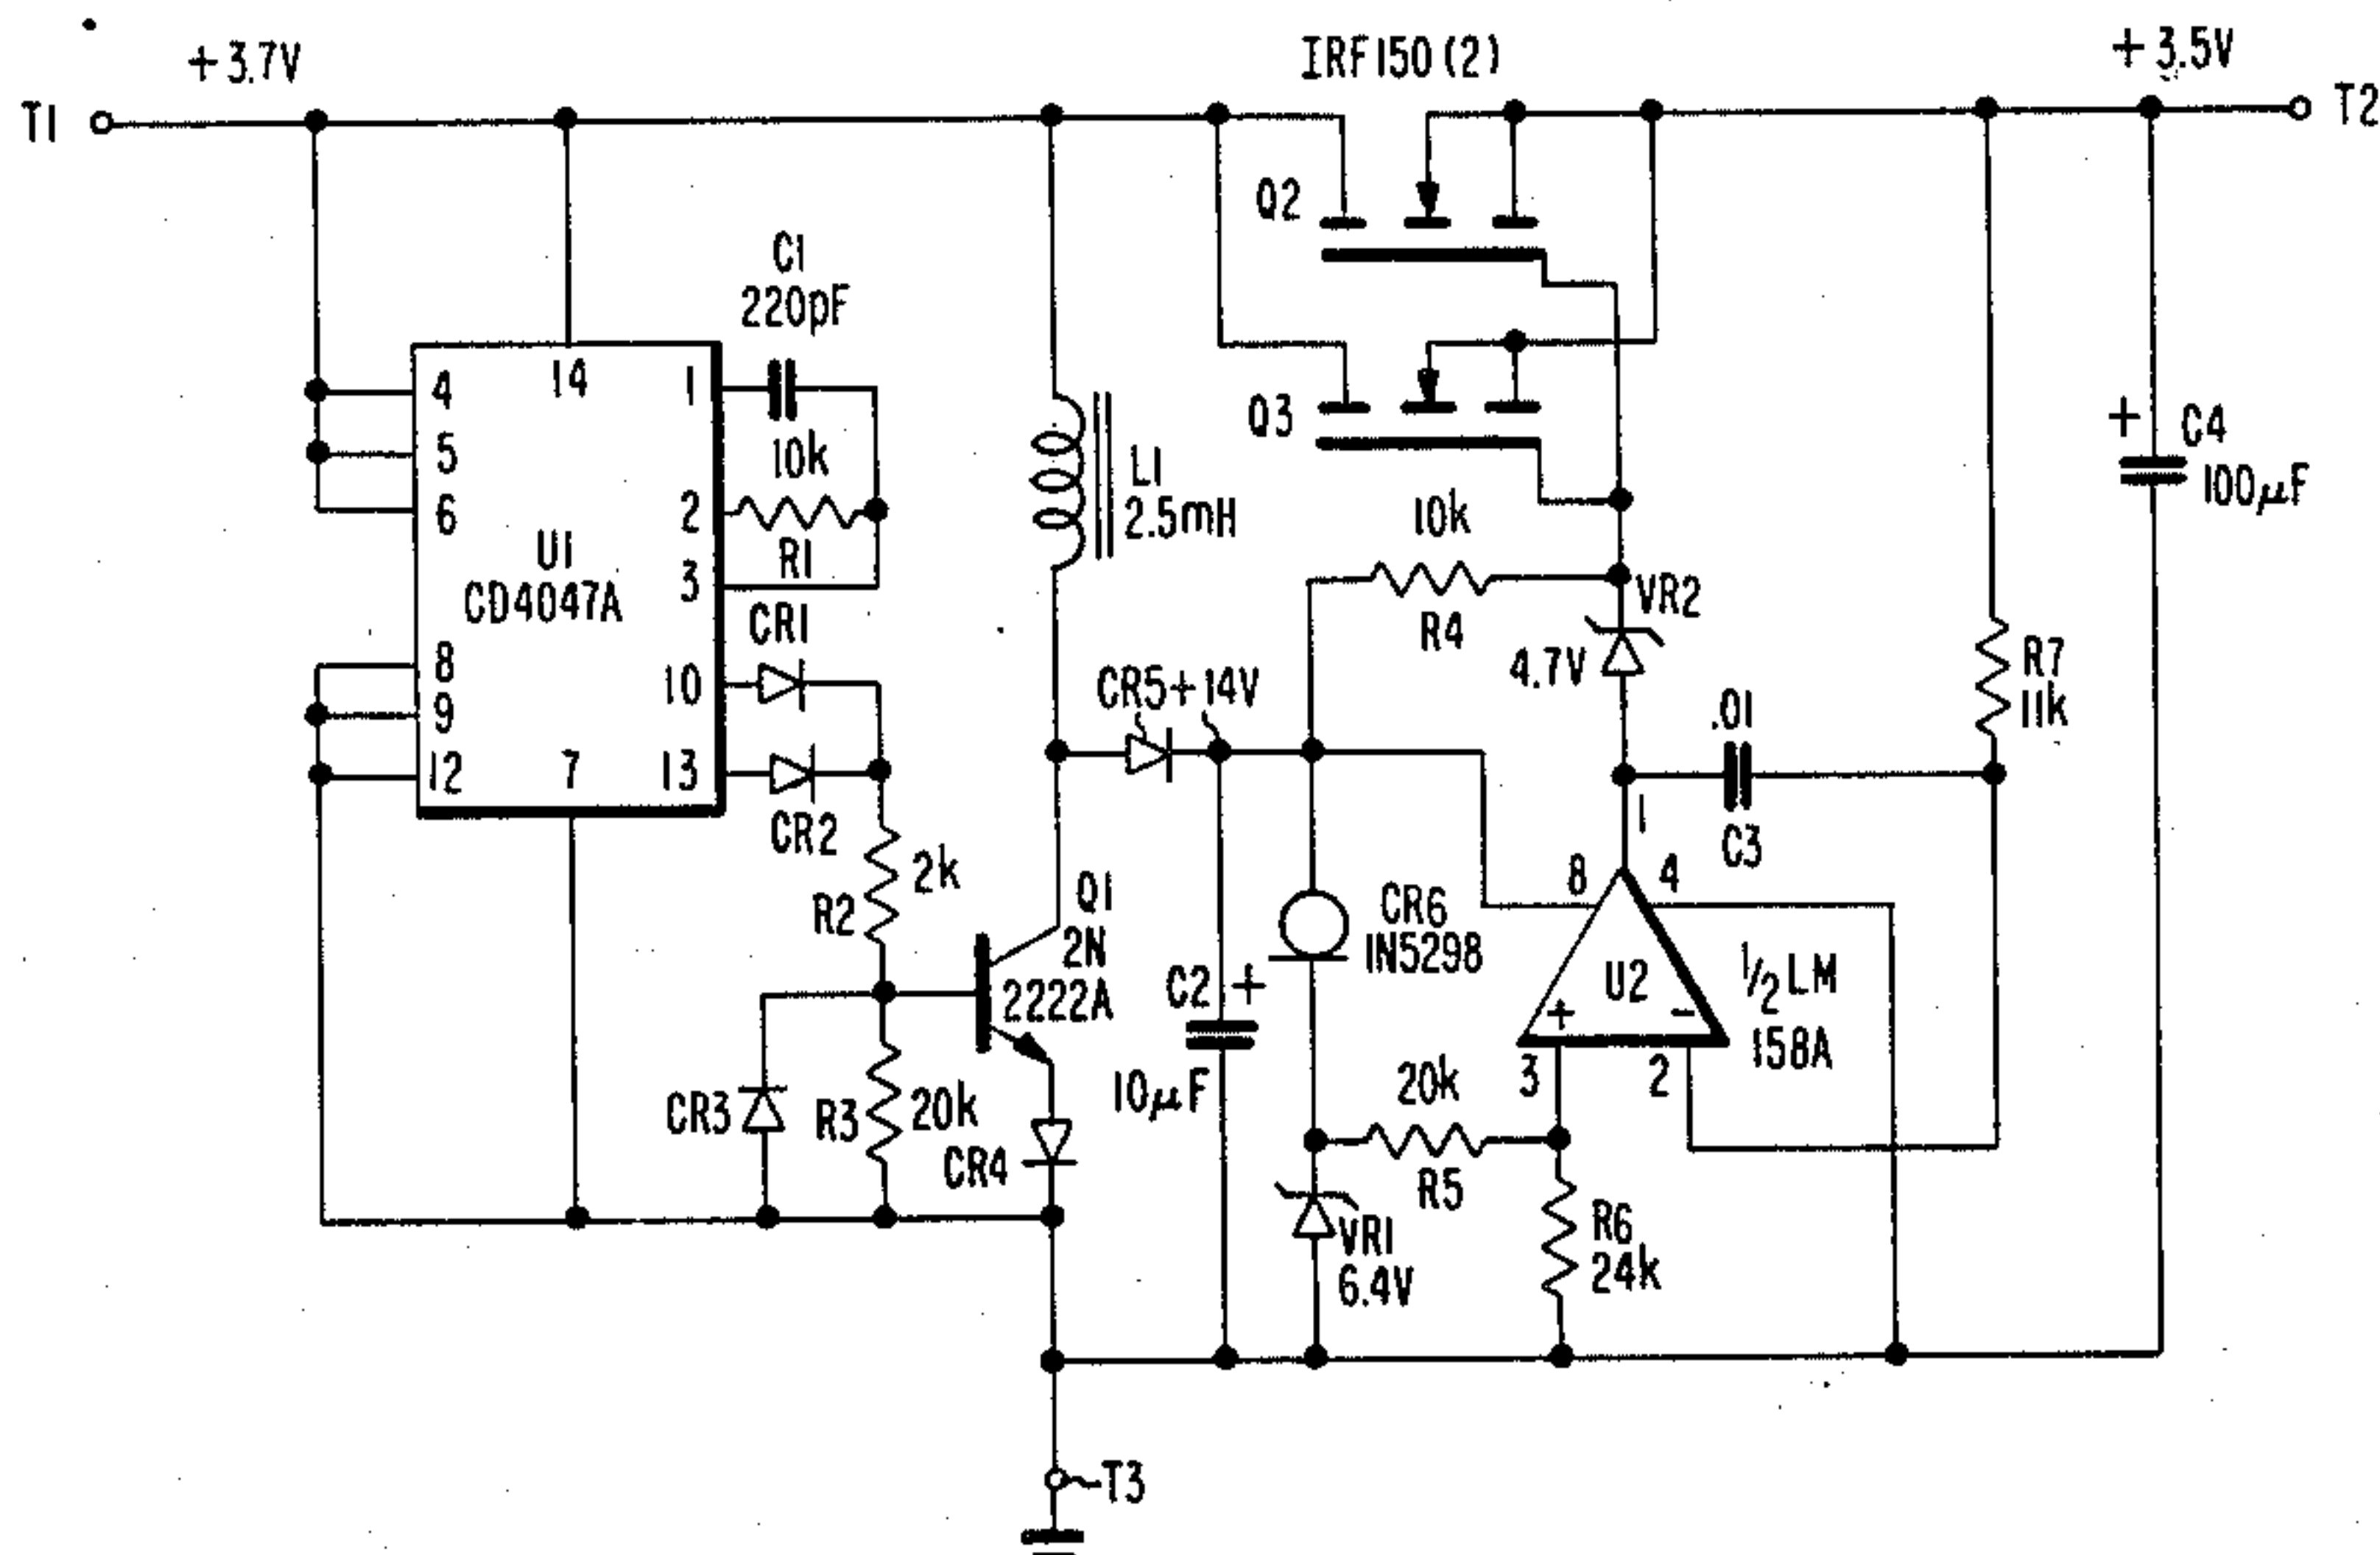 +3.7V
IRF150 (2)
+3.5V
T1
T2
Q2
C1
220pF
4
14
1
5
10k
Q3
C4
100µF
L1
2.5mH
6
2
R1
10k
U1
CD4047A
3
CR1
R4
VR2
4.7V
R7
11k
8
10
CR5
+14V
.01
9
12
7
13
CR2
1
C3
2k
R2
Q1
2N
2222A
8
4
CR6
IN5298
C2
+
10µF
U2
½ LM
158A
+
-
3
2
CR3
R3
20k
CR4
20k
R5
VR1
6.4V
R6
24k
+
T3